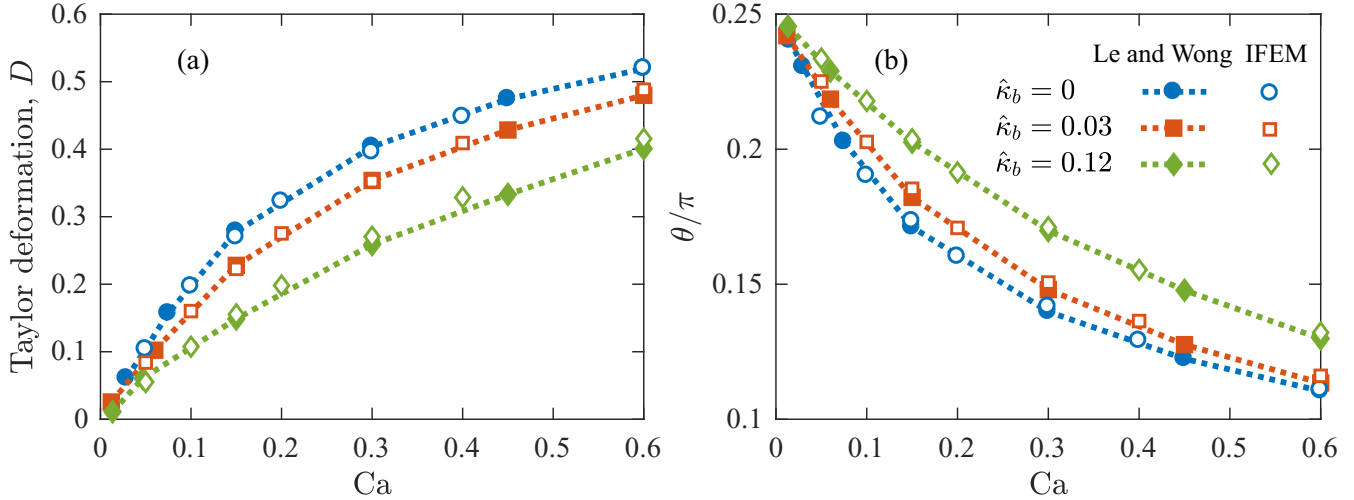 0.6
0.5
0.4
0.3
0.2
0.1
0
Taylor deformation, D
(a)
0 0.1 0.2 0.3 0.4 0.5 0.6
Ca
0.25
0.2
0.15
0.1
θ/π
(b)
Le and Wong IFEM
κ̂_b = 0
κ̂_b = 0.03
κ̂_b = 0.12
0 0.1 0.2 0.3 0.4 0.5 0.6
Ca